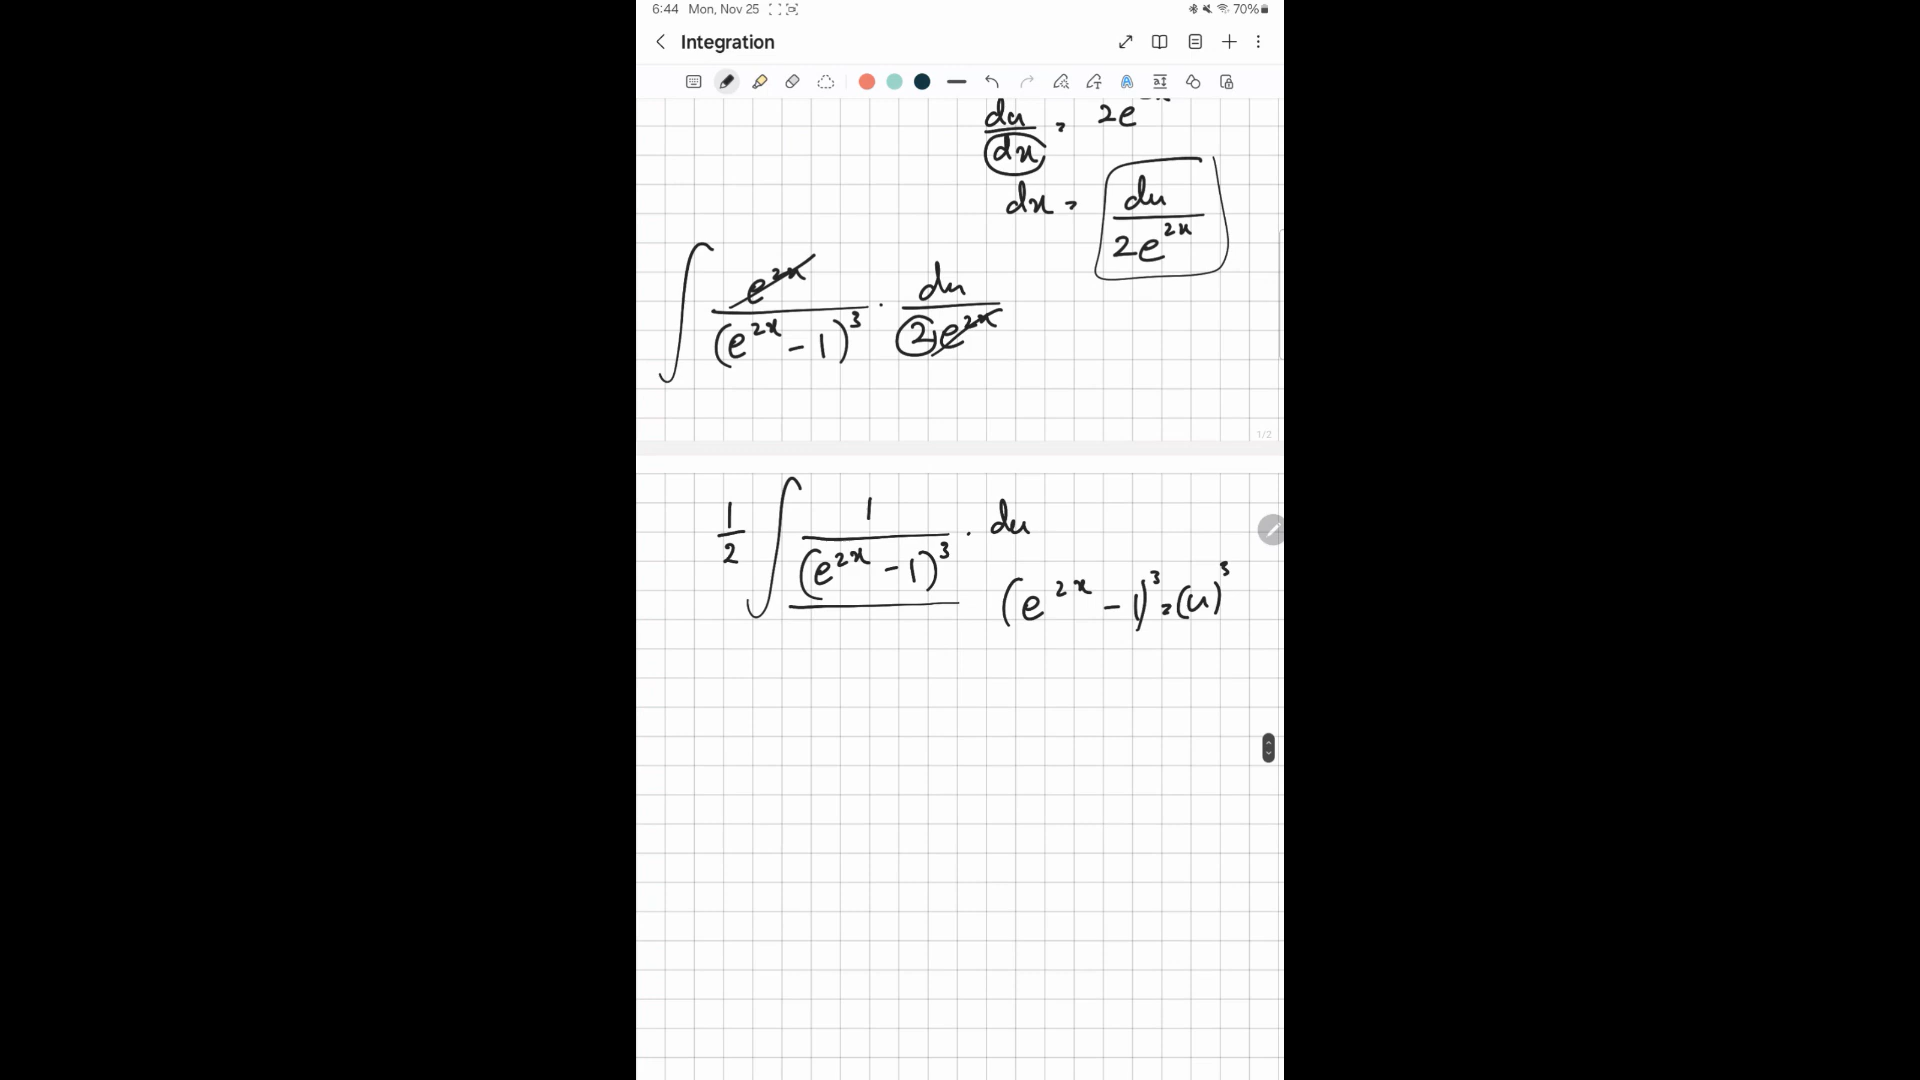 6:44 Mon, Nov 25 70%
Integration
du/dx = 2e
dx = du/2e^2x
∫ e^2x/(e^2x - 1)^3 · du/2e^2x
1/2
1/2 ∫ 1/(e^2x - 1)^3 · du
(e^2x - 1)^3 = (u)^3